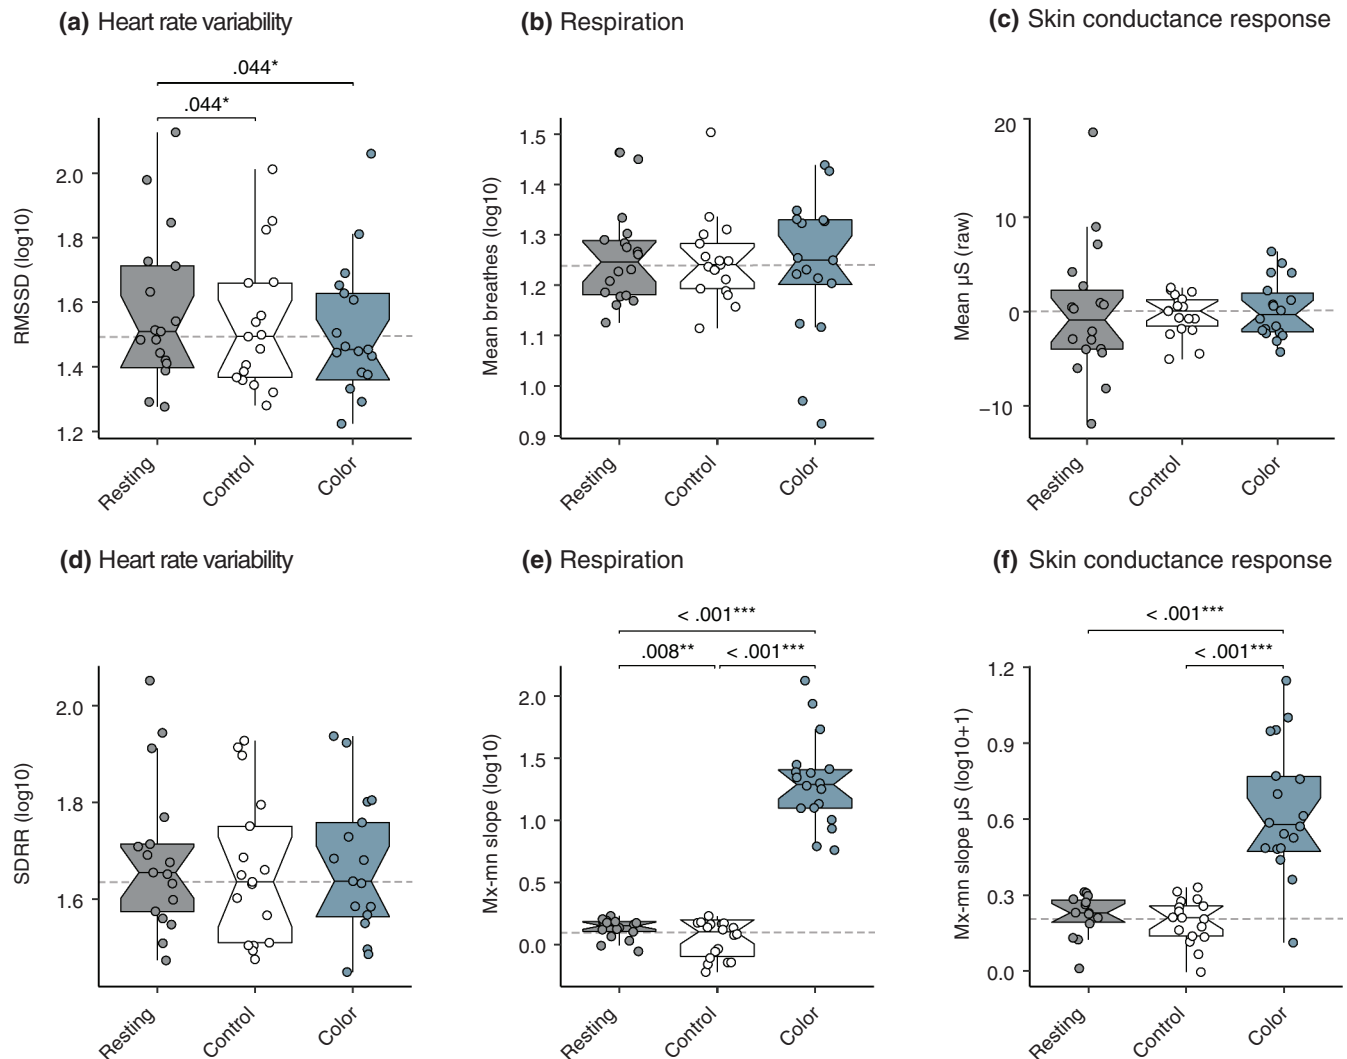 (a) Heart rate variability
.044*
.044*
RMSSD (log10)
2.0
1.8
1.6
1.4
1.2
Resting
Control
Color
(b) Respiration
Mean breathes (log10)
1.5
1.4
1.3
1.2
1.1
1.0
0.9
Resting
Control
Color
(c) Skin conductance response
Mean µS (raw)
20
10
0
−10
Resting
Control
Color
(d) Heart rate variability
SDRR (log10)
2.0
1.8
1.6
Resting
Control
Color
(e) Respiration
< .001***
.008**
< .001***
Mx-mn slope (log10)
2.0
1.5
1.0
0.5
0.0
Resting
Control
Color
(f) Skin conductance response
< .001***
< .001***
Mx-mn slope µS (log10+1)
1.2
0.9
0.6
0.3
0.0
Resting
Control
Color